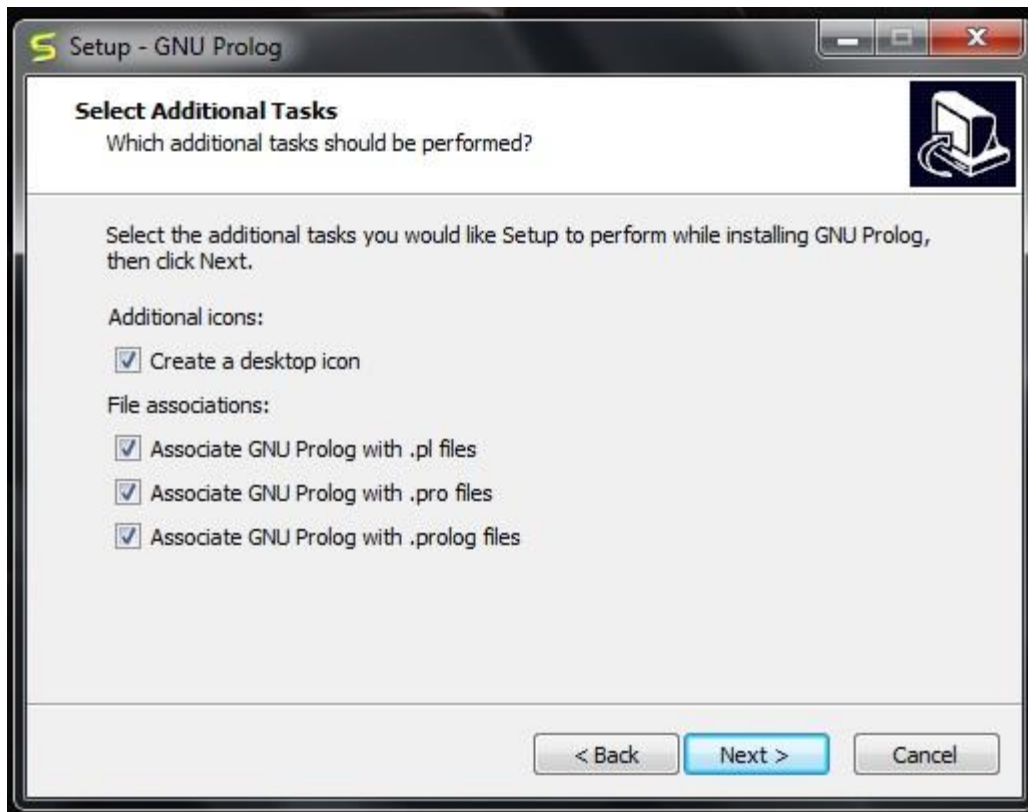 Setup - GNU Prolog
Select Additional Tasks
Which additional tasks should be performed?
Select the additional tasks you would like Setup to perform while installing GNU Prolog,
then click Next.
Additional icons:
Create a desktop icon
File associations:
Associate GNU Prolog with .pl files
Associate GNU Prolog with .pro files
Associate GNU Prolog with .prolog files
< Back Next > Cancel